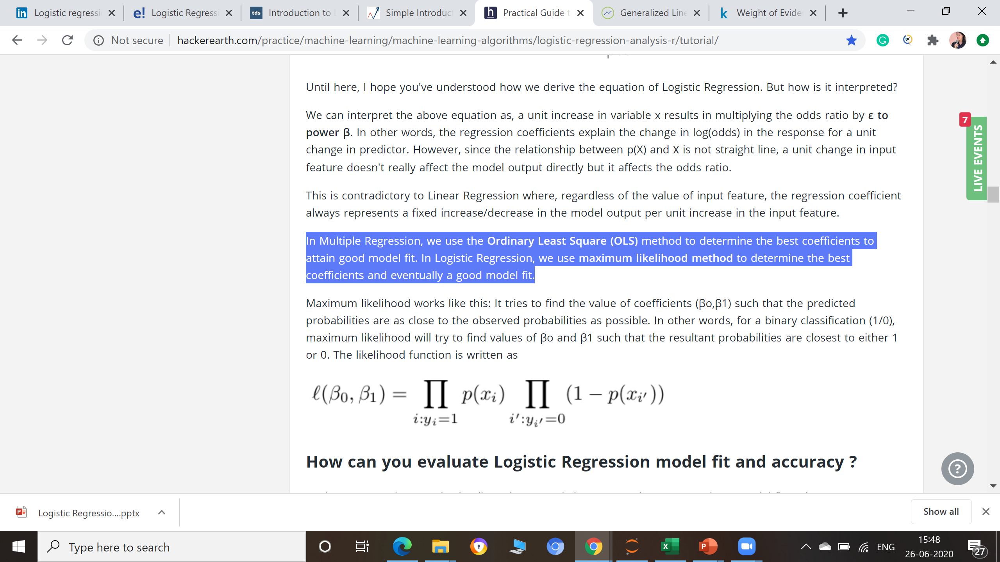 Logistic regressi
Logistic Regress
Introduction to L
Simple Introduct
Practical Guide t
Generalized Line
Weight of Evide
Not secure
hackerearth.com/practice/machine-learning/machine-learning-algorithms/logistic-regression-analysis-r/tutorial/
Until here, I hope you've understood how we derive the equation of Logistic Regression. But how is it interpreted?
We can interpret the above equation as, a unit increase in variable x results in multiplying the odds ratio by ε to
power β. In other words, the regression coefficients explain the change in log(odds) in the response for a unit
change in predictor. However, since the relationship between p(X) and X is not straight line, a unit change in input
feature doesn't really affect the model output directly but it affects the odds ratio.
This is contradictory to Linear Regression where, regardless of the value of input feature, the regression coefficient
always represents a fixed increase/decrease in the model output per unit increase in the input feature.
In Multiple Regression, we use the Ordinary Least Square (OLS) method to determine the best coefficients to
attain good model fit. In Logistic Regression, we use maximum likelihood method to determine the best
coefficients and eventually a good model fit.
Maximum likelihood works like this: It tries to find the value of coefficients (βo,β1) such that the predicted
probabilities are as close to the observed probabilities as possible. In other words, for a binary classification (1/0),
maximum likelihood will try to find values of βo and β1 such that the resultant probabilities are closest to either 1
or 0. The likelihood function is written as
ℓ(β₀, β₁) = ∏ p(xᵢ) ∏ (1 − p(xᵢ′))
i:yᵢ=1 i′:yᵢ′=0
How can you evaluate Logistic Regression model fit and accuracy ?
7
LIVE EVENTS
?
Logistic Regressio....pptx
Show all
Type here to search
ENG
15:48
26-06-2020
27